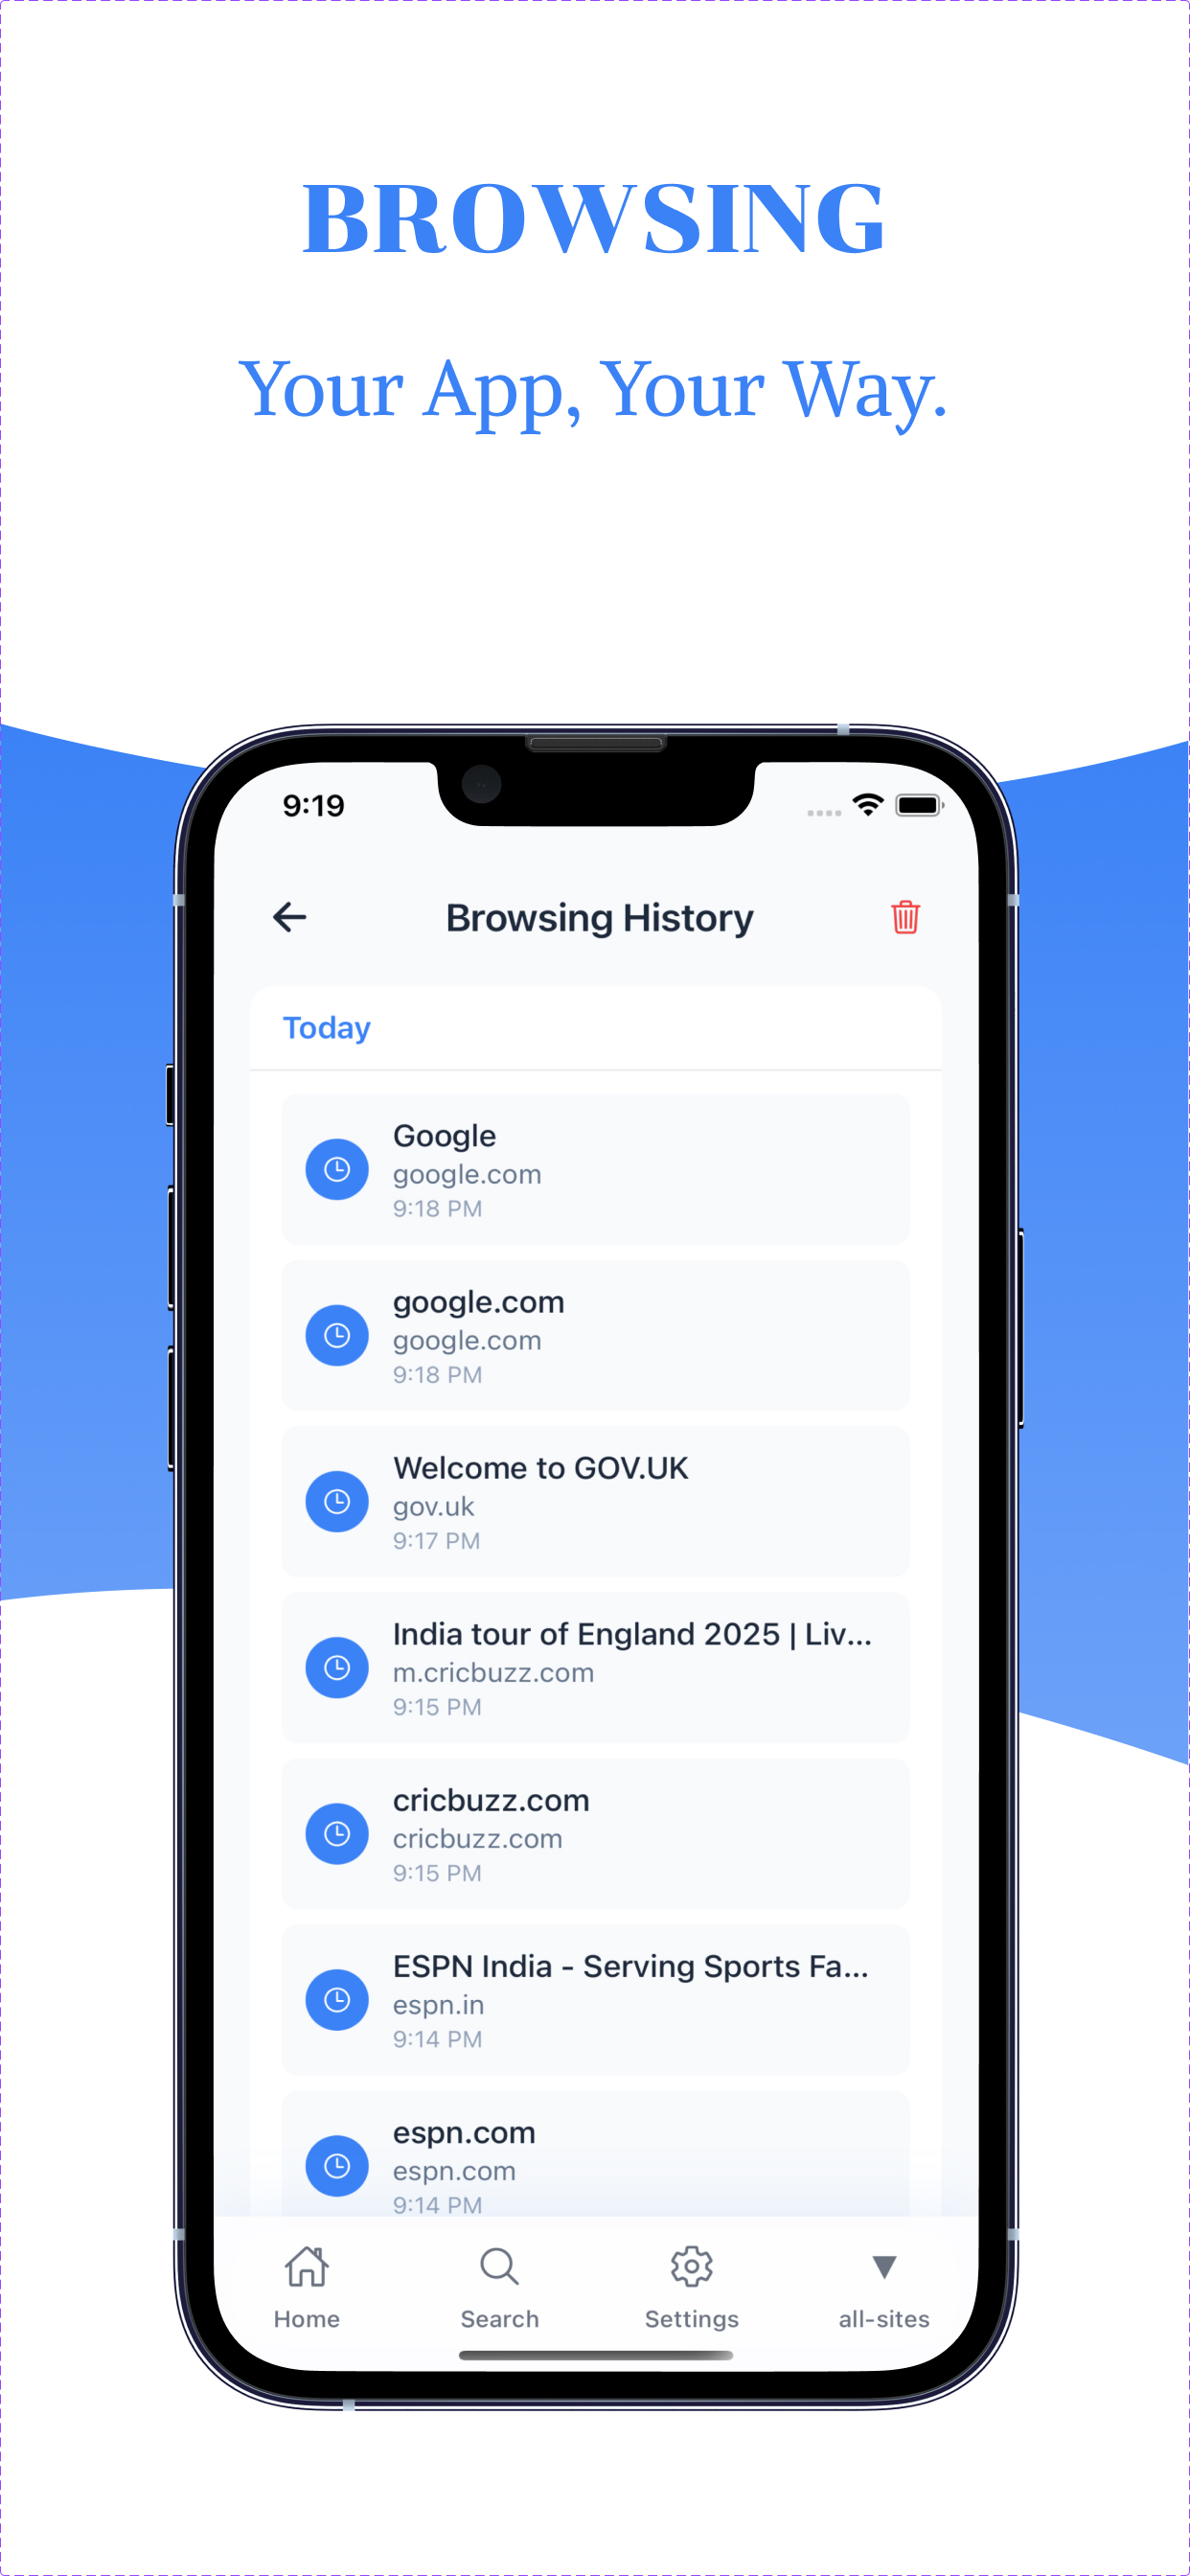 BROWSING
Your App, Your Way.
9:19
Browsing History
Today
Google
google.com
9:18 PM
google.com
google.com
9:18 PM
Welcome to GOV.UK
gov.uk
9:17 PM
India tour of England 2025 | Liv...
m.cricbuzz.com
9:15 PM
cricbuzz.com
cricbuzz.com
9:15 PM
ESPN India - Serving Sports Fa...
espn.in
9:14 PM
espn.com
espn.com
9:14 PM
Home Search Settings all-sites